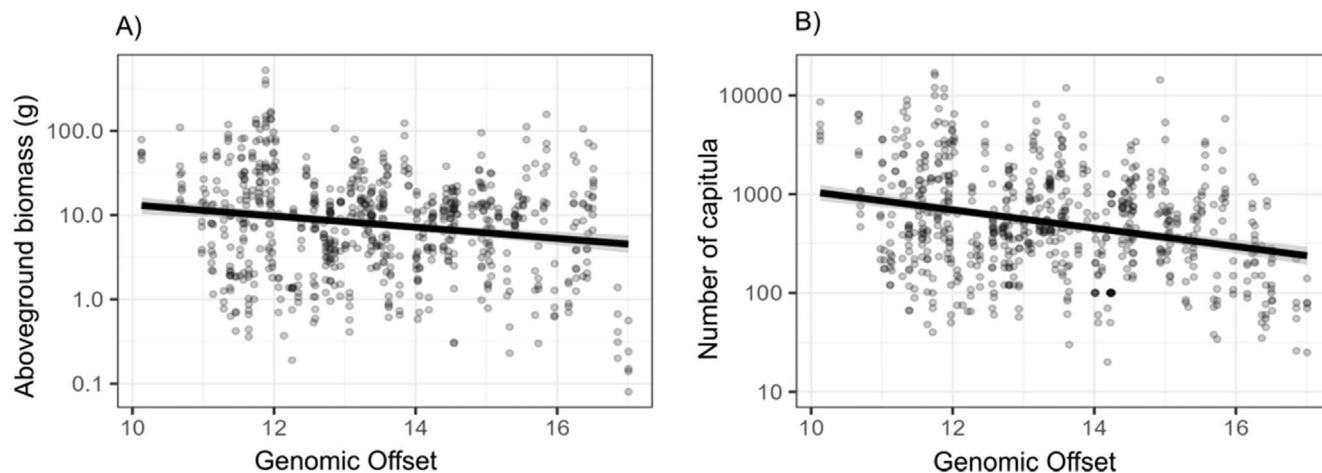 A)
Aboveground biomass (g)
100.0
10.0
1.0
0.1
10
12
14
16
Genomic Offset
B)
Number of capitula
10000
1000
100
10
10
12
14
16
Genomic Offset